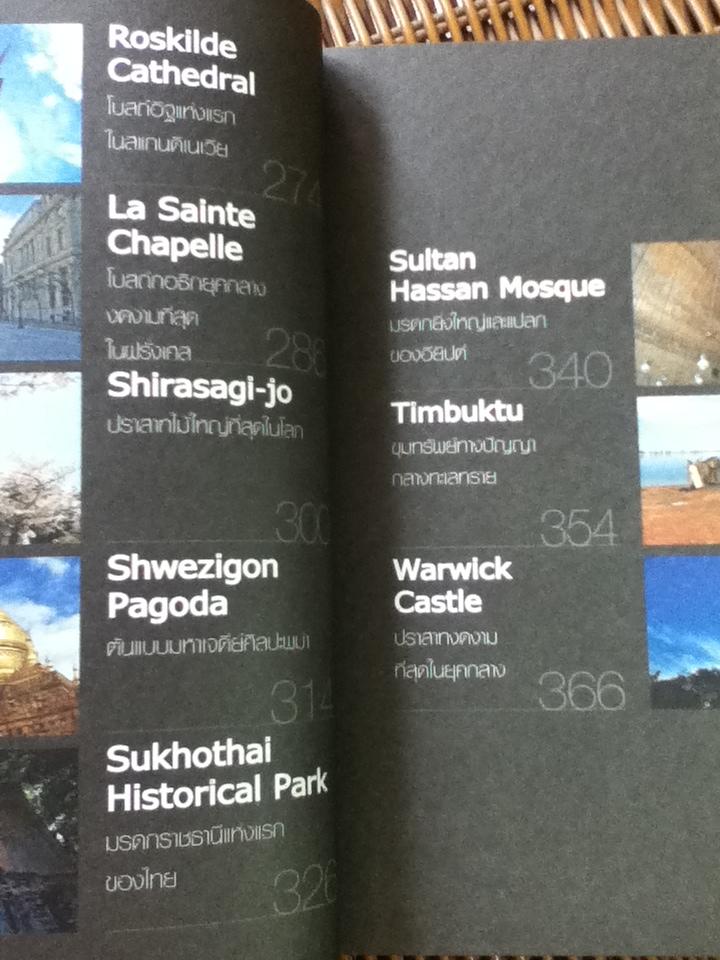 Roskilde
Cathedral
โบสถ์อิฐแห่งแรก
ในสแกนดิเนเวีย
274
La Sainte
Chapelle
โบสถ์กอธิกยุคกลาง
งดงามที่สุด
ในฝรั่งเศส
286
Shirasagi-jo
ปราสาทไม้ใหญ่ที่สุดในโลก
300
Shwezigon
Pagoda
ต้นแบบมหาเจดีย์ศิลปะพม่า
314
Sukhothai
Historical Park
มรดกราชธานีแห่งแรก
ของไทย
326
Sultan
Hassan Mosque
มรดกยิ่งใหญ่และแปลก
ของอียิปต์
340
Timbuktu
ขุมทรัพย์ทางปัญญา
กลางทะเลทราย
354
Warwick
Castle
ปราสาทงดงาม
ที่สุดในยุคกลาง
366